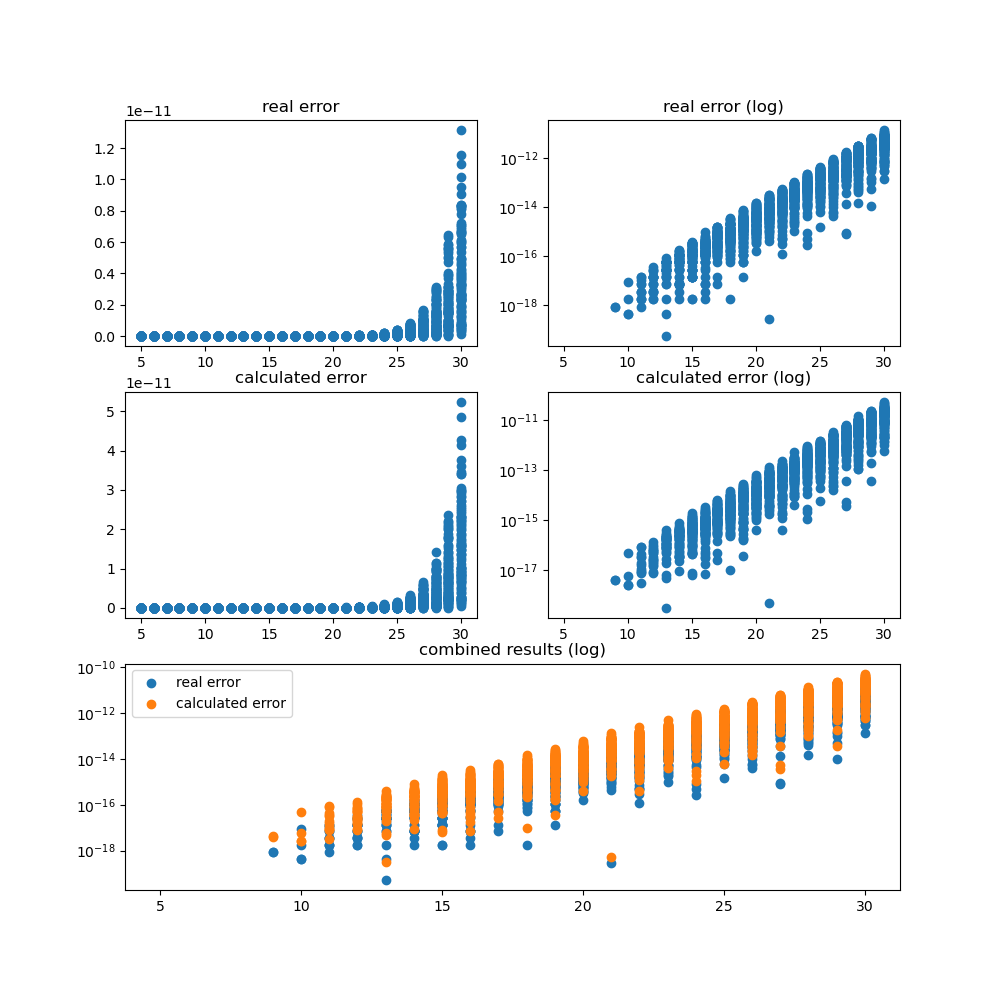 real error
1e−11
1.2
1.0
0.8
0.6
0.4
0.2
0.0
5 10 15 20 25 30
real error (log)
10−12
10−14
10−16
10−18
5 10 15 20 25 30
calculated error
1e−11
5
4
3
2
1
0
5 10 15 20 25 30
calculated error (log)
10−11
10−13
10−15
10−17
5 10 15 20 25 30
combined results (log)
10−10
10−12
10−14
10−16
10−18
real error
calculated error
5 10 15 20 25 30